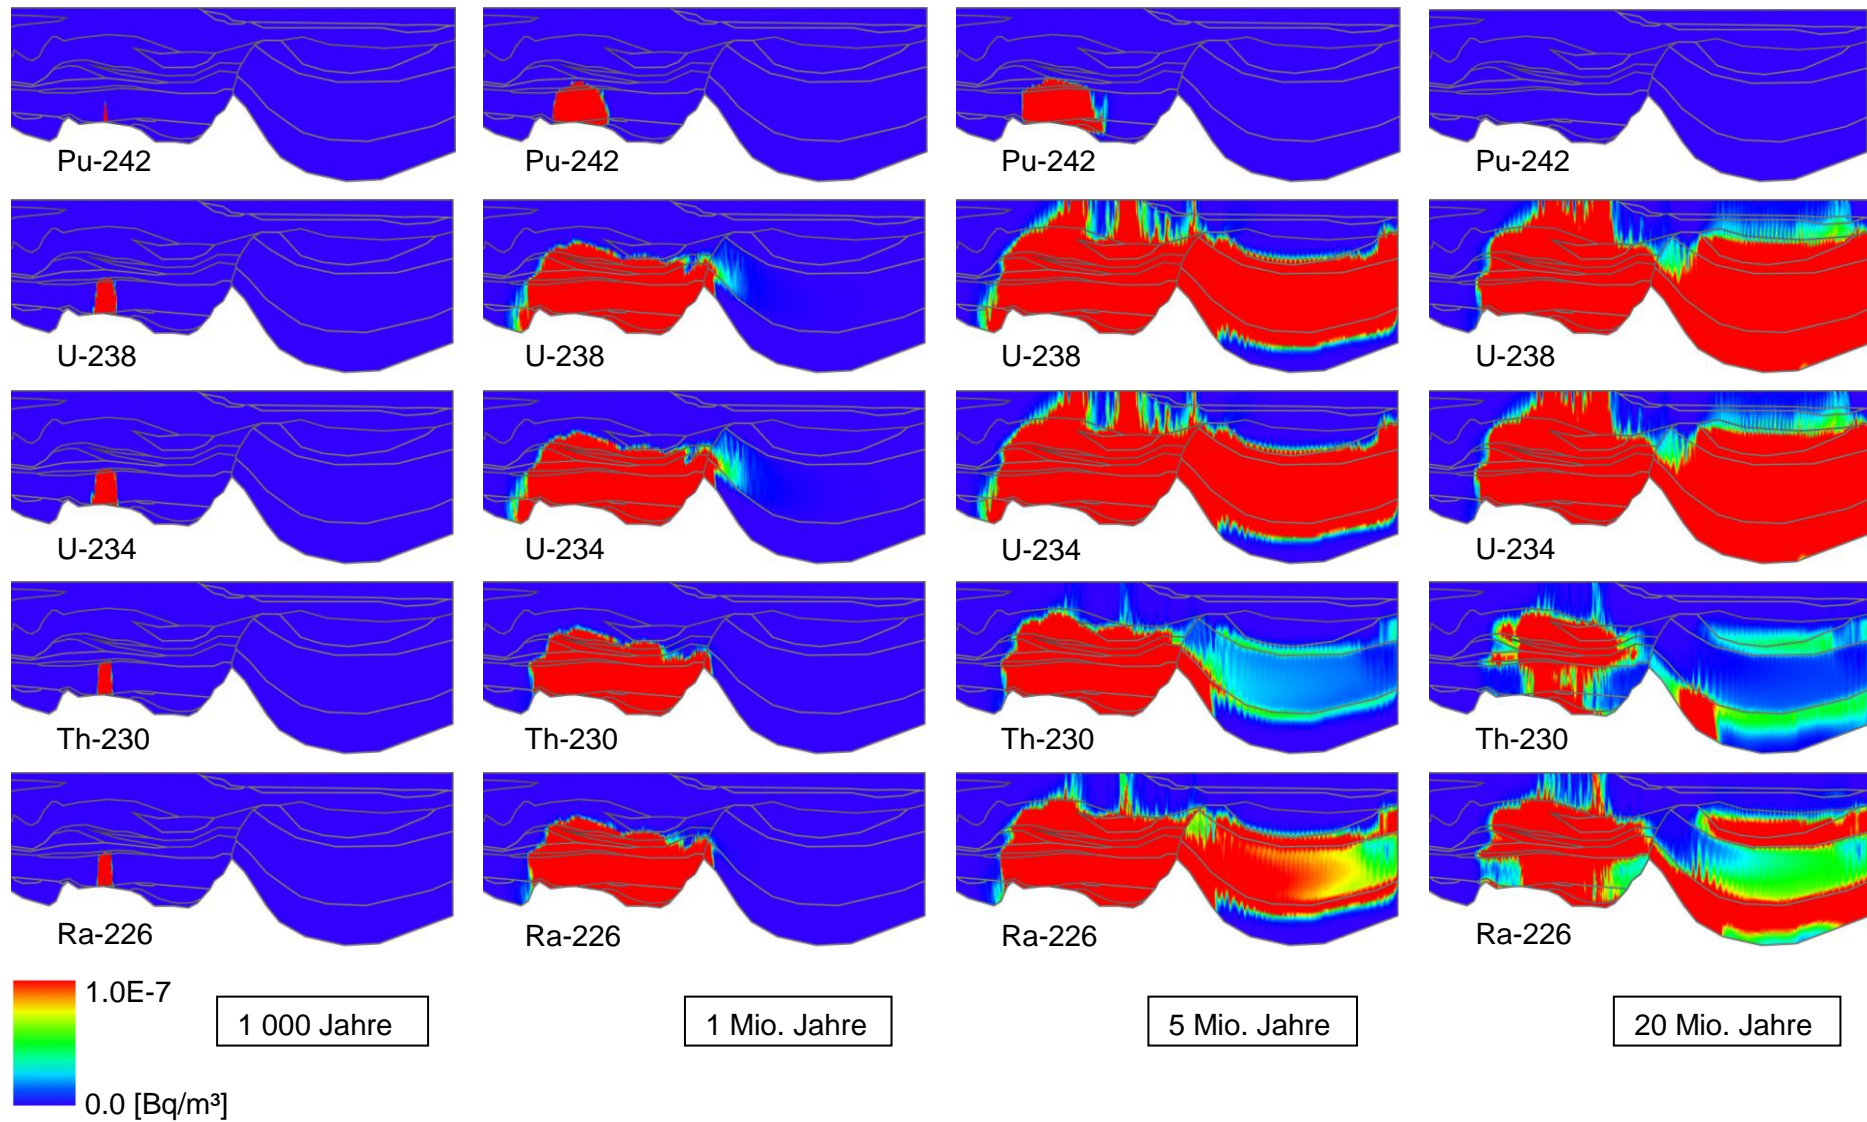 Pu-242 Pu-242 Pu-242 Pu-242
U-238 U-238 U-238 U-238
U-234 U-234 U-234 U-234
Th-230 Th-230 Th-230 Th-230
Ra-226 Ra-226 Ra-226 Ra-226
1.0E-7
1 000 Jahre 1 Mio. Jahre 5 Mio. Jahre 20 Mio. Jahre
0.0 [Bq/m³]